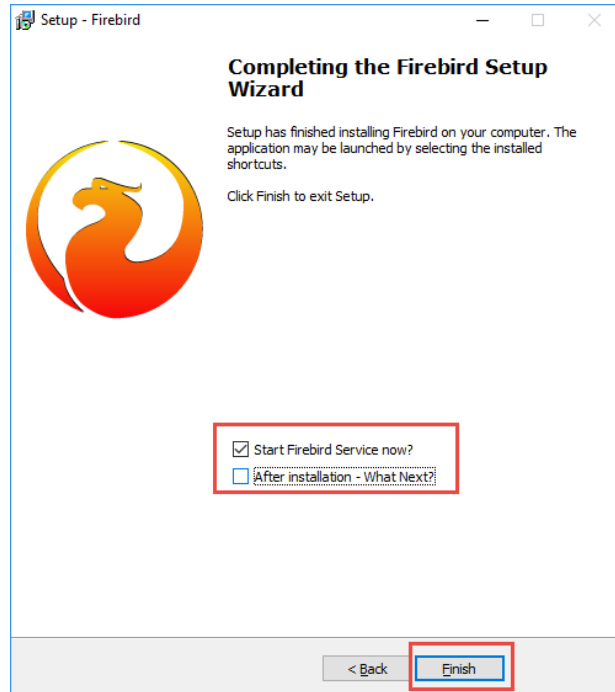 Setup - Firebird
Completing the Firebird Setup
Wizard
Setup has finished installing Firebird on your computer. The
application may be launched by selecting the installed
shortcuts.
Click Finish to exit Setup.
Start Firebird Service now?
After installation - What Next?
< Back
Finish